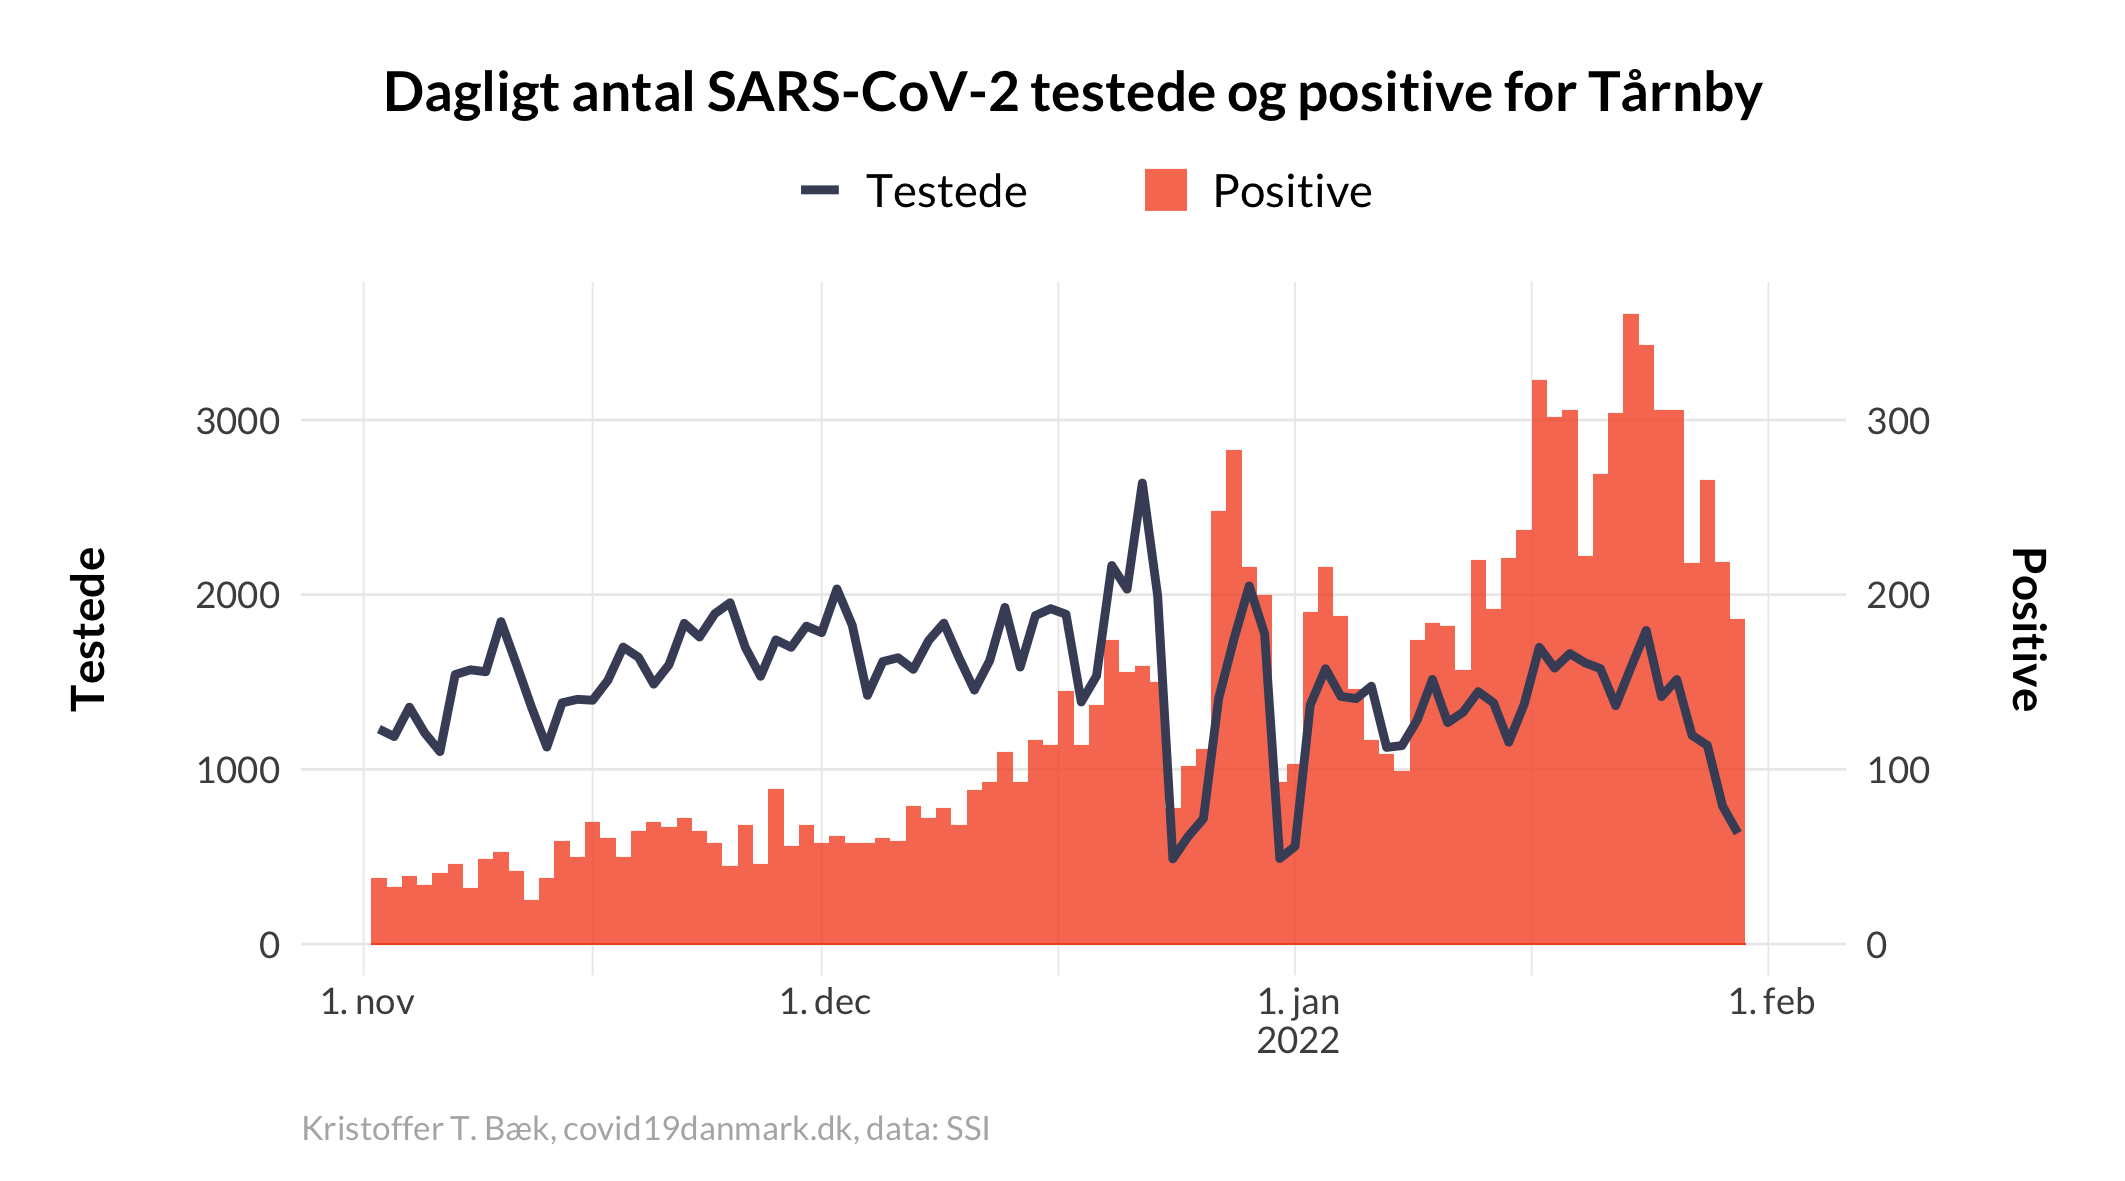 Dagligt antal SARS-CoV-2 testede og positive for Tårnby
Testede
Positive
Testede
3000
2000
1000
0
300
200
100
0
Positive
1. nov
1. dec
1. jan
2022
1. feb
Kristoffer T. Bæk, covid19danmark.dk, data: SSI